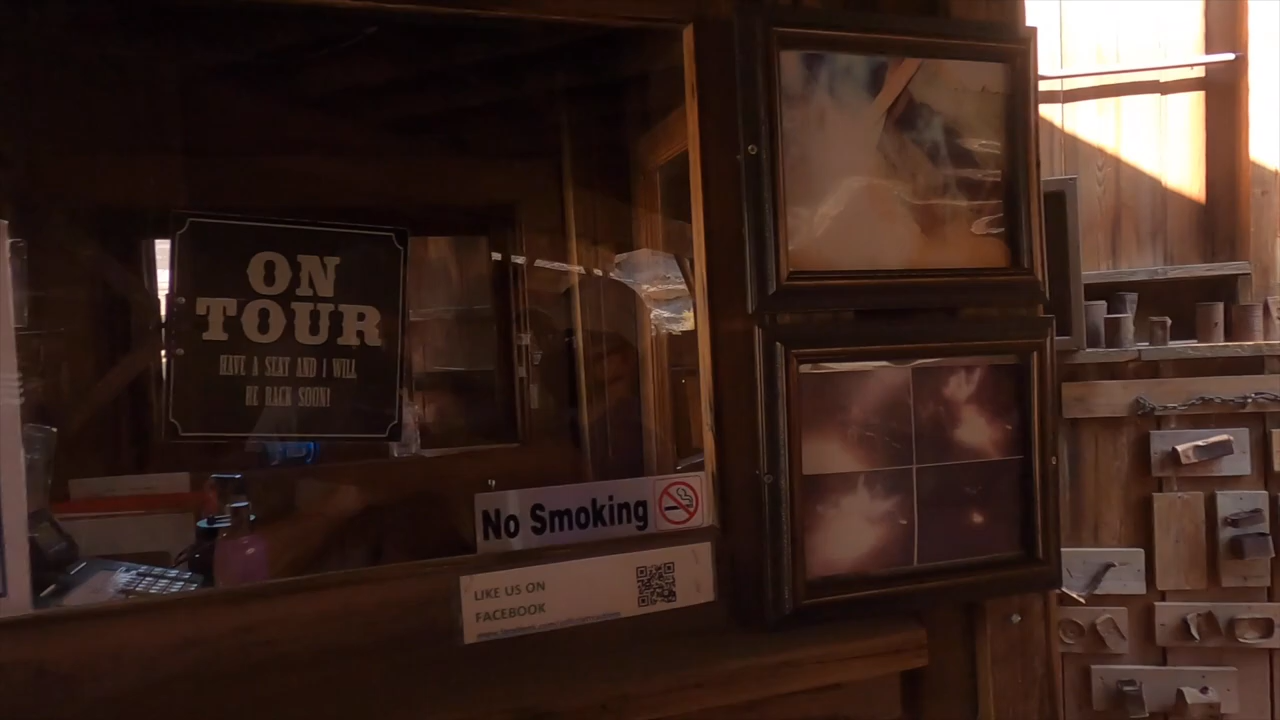 ON
TOUR
HAVE A SEAT AND I WILL
BE BACK SOON!
No Smoking
LIKE US ON
FACEBOOK